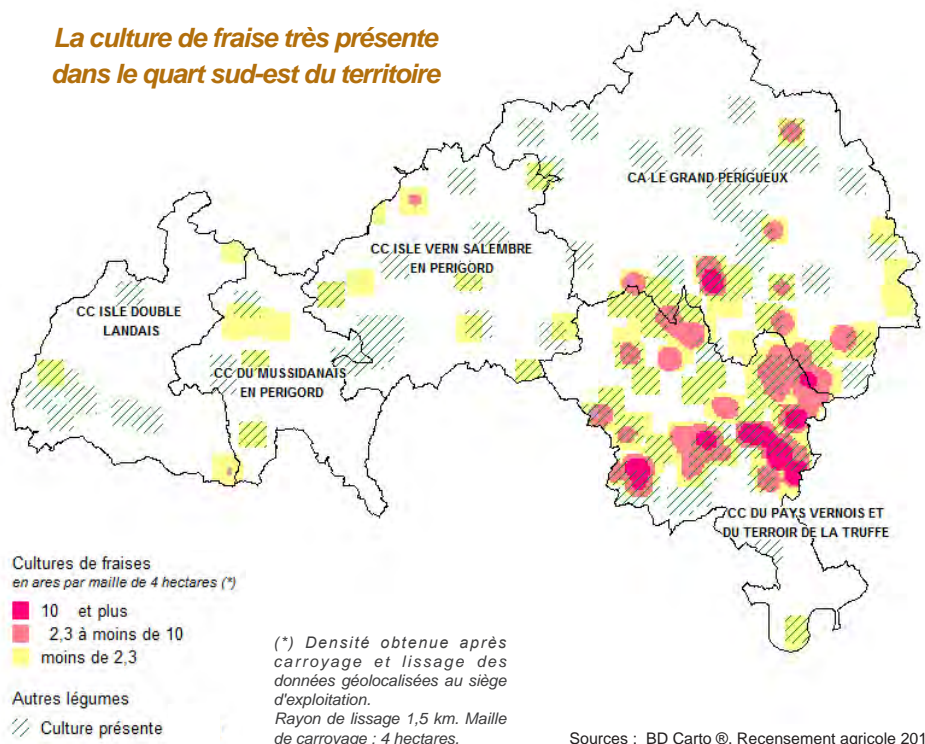 La culture de fraise très présente
dans le quart sud-est du territoire
CA LE GRAND PERIGUEUX
CC ISLE VERN SALEMBRE
EN PERIGORD
CC ISLE DOUBLE
LANDAIS
CC DU MUSSIDANAIS
EN PERIGORD
CC DU PAYS VERNOIS ET
DU TERROIR DE LA TRUFFE
Cultures de fraises
en ares par maille de 4 hectares (*)
10 et plus
2,3 à moins de 10
moins de 2,3
Autres légumes
Culture présente
(*) Densité obtenue après
carroyage et lissage des
données géolocalisées au siège
d'exploitation.
Rayon de lissage 1,5 km. Maille
de carroyage : 4 hectares.
Sources : BD Carto ®, Recensement agricole 201